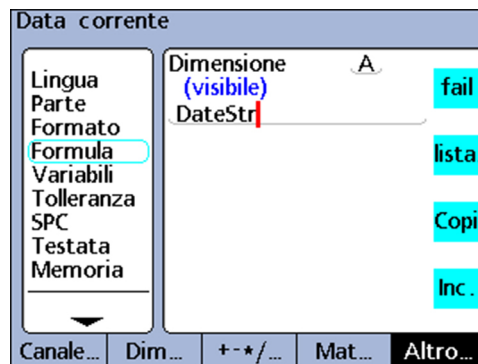 Data corrente
Lingua
Parte
Formato
Formula
Variabili
Tolleranza
SPC
Testata
Memoria
Dimensione A
(visibile)
DateStr
fail
lista
Copi
Inc.
Canale... Dim... +-*/... Mat... Altro...